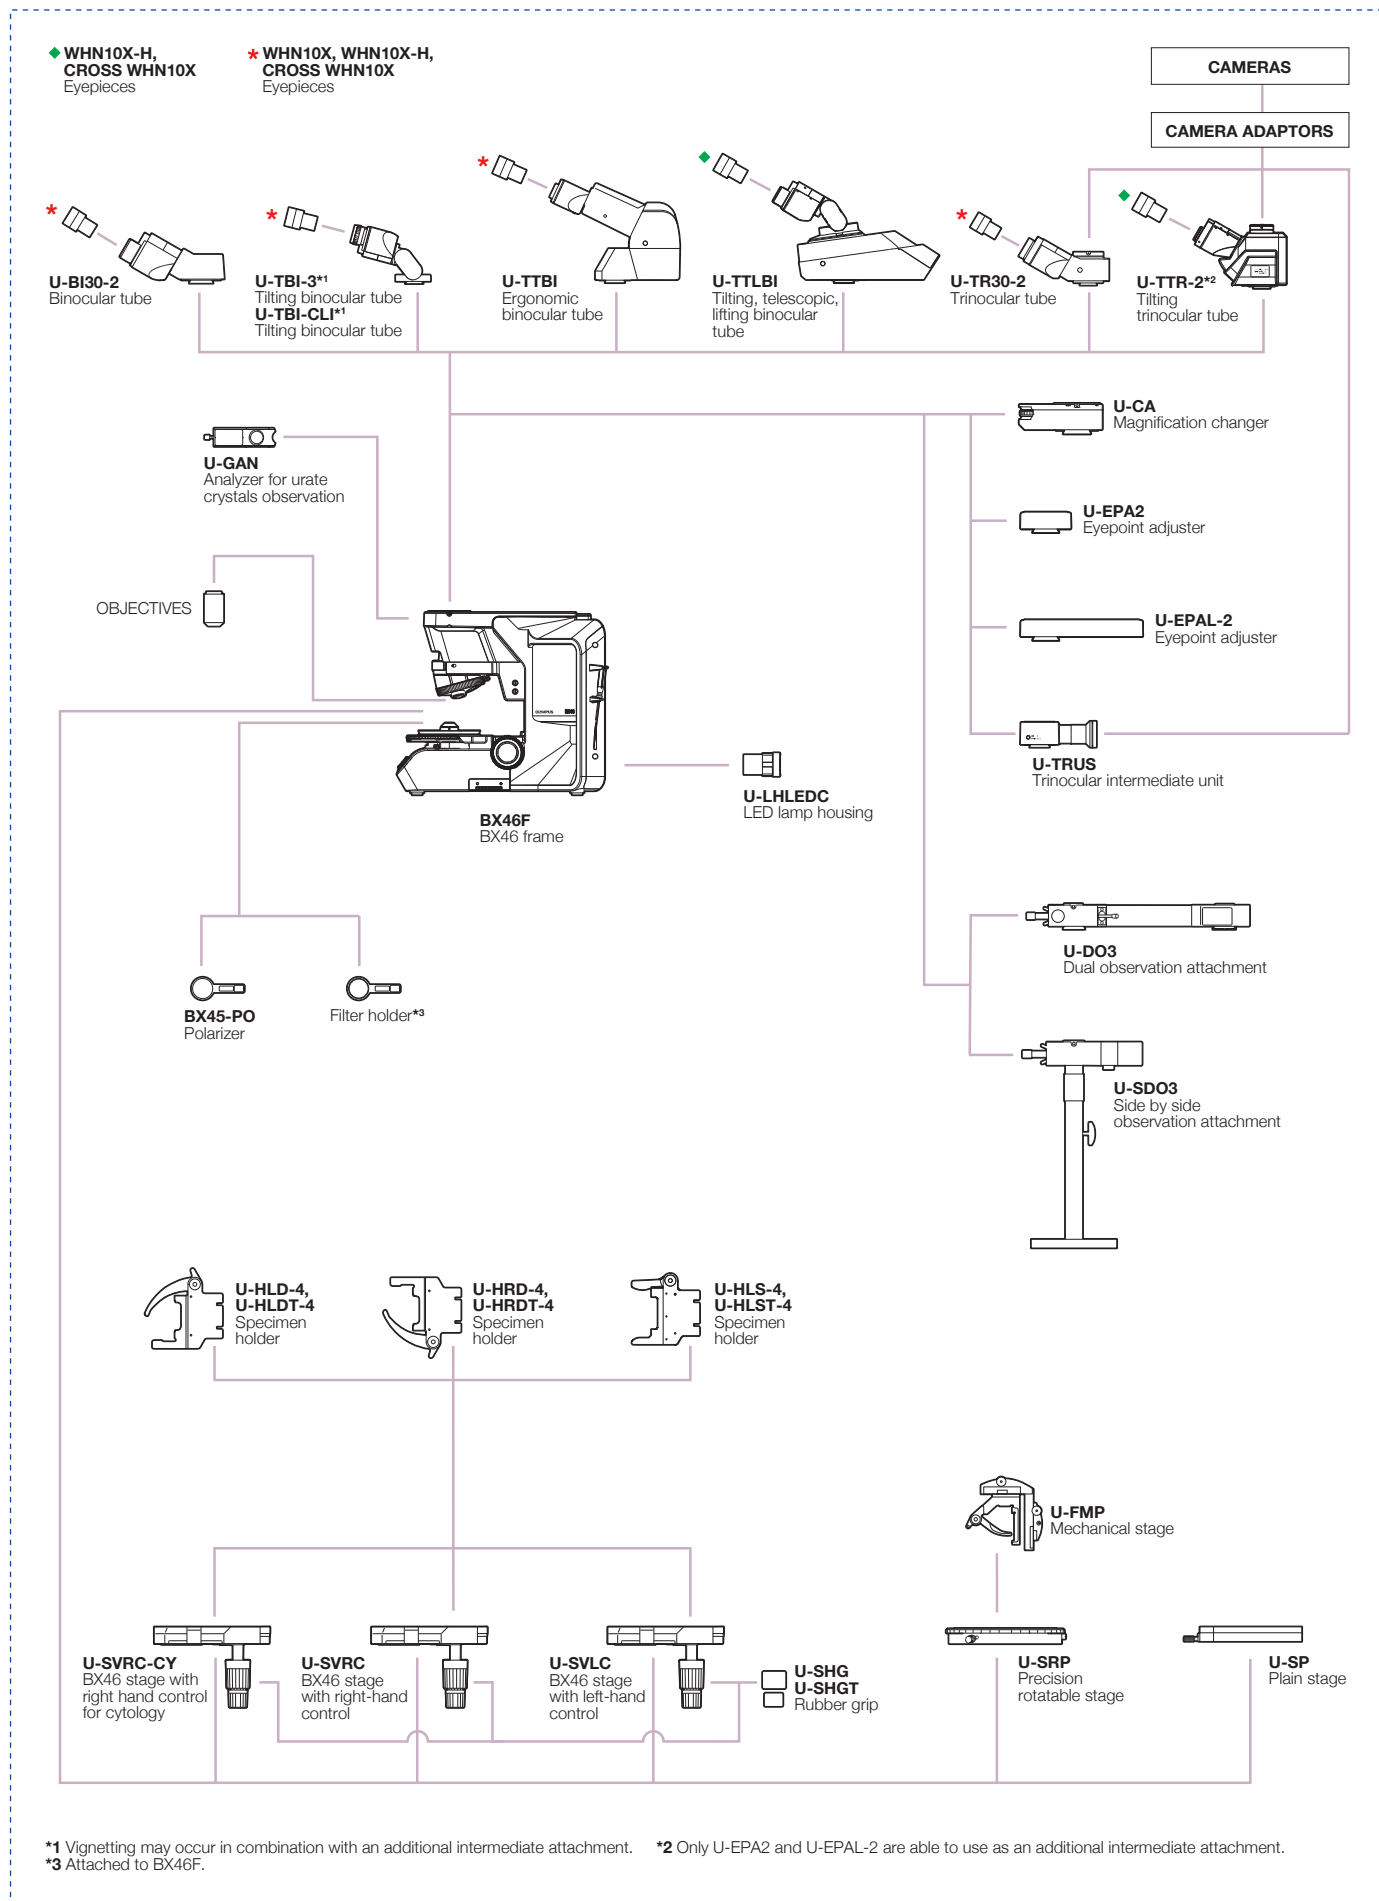 ◆ WHN10X-H,
CROSS WHN10X
Eyepieces
* WHN10X, WHN10X-H,
CROSS WHN10X
Eyepieces
CAMERAS
CAMERA ADAPTORS
U-BI30-2
Binocular tube
U-TBI-3*1
Tilting binocular tube
U-TBI-CLI*1
Tilting binocular tube
U-TTBI
Ergonomic
binocular tube
U-TTLBI
Tilting, telescopic,
lifting binocular
tube
U-TR30-2
Trinocular tube
U-TTR-2*2
Tilting
trinocular tube
U-CA
Magnification changer
U-GAN
Analyzer for urate
crystals observation
U-EPA2
Eyepoint adjuster
OBJECTIVES
U-EPAL-2
Eyepoint adjuster
OLYMPUS
U-TRUS
Trinocular intermediate unit
U-LHLEDC
LED lamp housing
BX46F
BX46 frame
U-DO3
Dual observation attachment
BX45-PO
Polarizer
Filter holder*3
U-SDO3
Side by side
observation attachment
U-HLD-4,
U-HLDT-4
Specimen
holder
U-HRD-4,
U-HRDT-4
Specimen
holder
U-HLS-4,
U-HLST-4
Specimen
holder
U-FMP
Mechanical stage
U-SVRC-CY
BX46 stage with
right hand control
for cytology
U-SVRC
BX46 stage
with right-hand
control
U-SVLC
BX46 stage
with left-hand
control
U-SHG
U-SHGT
Rubber grip
U-SRP
Precision
rotatable stage
U-SP
Plain stage
*1 Vignetting may occur in combination with an additional intermediate attachment.
*2 Only U-EPA2 and U-EPAL-2 are able to use as an additional intermediate attachment.
*3 Attached to BX46F.